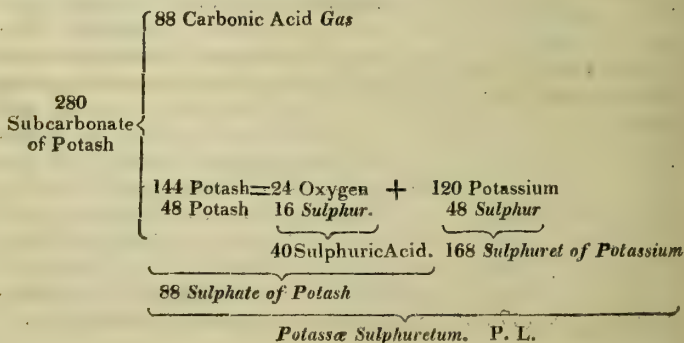 88 Carbonic Acid Gas
280
Subcarbonate
of Potash
144 Potash=24 Oxygen + 120 Potassium
48 Potash 16 Sulphur. 48 Sulphur
40 Sulphuric Acid. 168 Sulphuret of Potassium
88 Sulphate of Potash
Potassæ Sulphuretum. P. L.